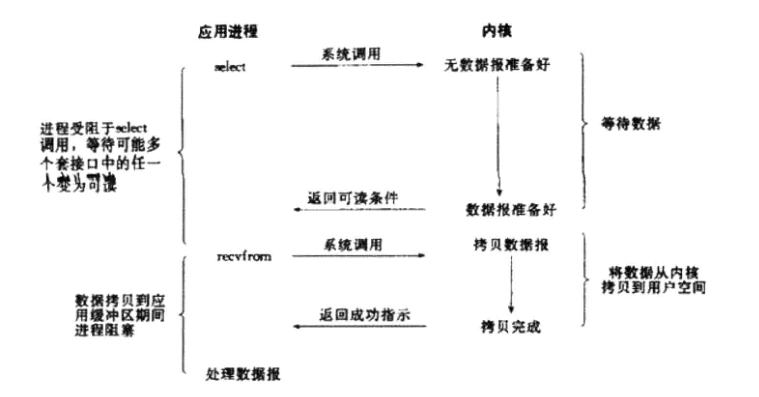 应用进程 内核
select 系统调用 无数据报准备好
进程受阻于select
调用，等待可能多
个套接口中的任一
个变为可读
等待数据
返回可读条件 数据报准备好
recvfrom 系统调用 拷贝数据报
数据拷贝到应
用缓冲区期间
进程阻塞
将数据从内核
拷贝到用户空间
返回成功指示 拷贝完成
处理数据报